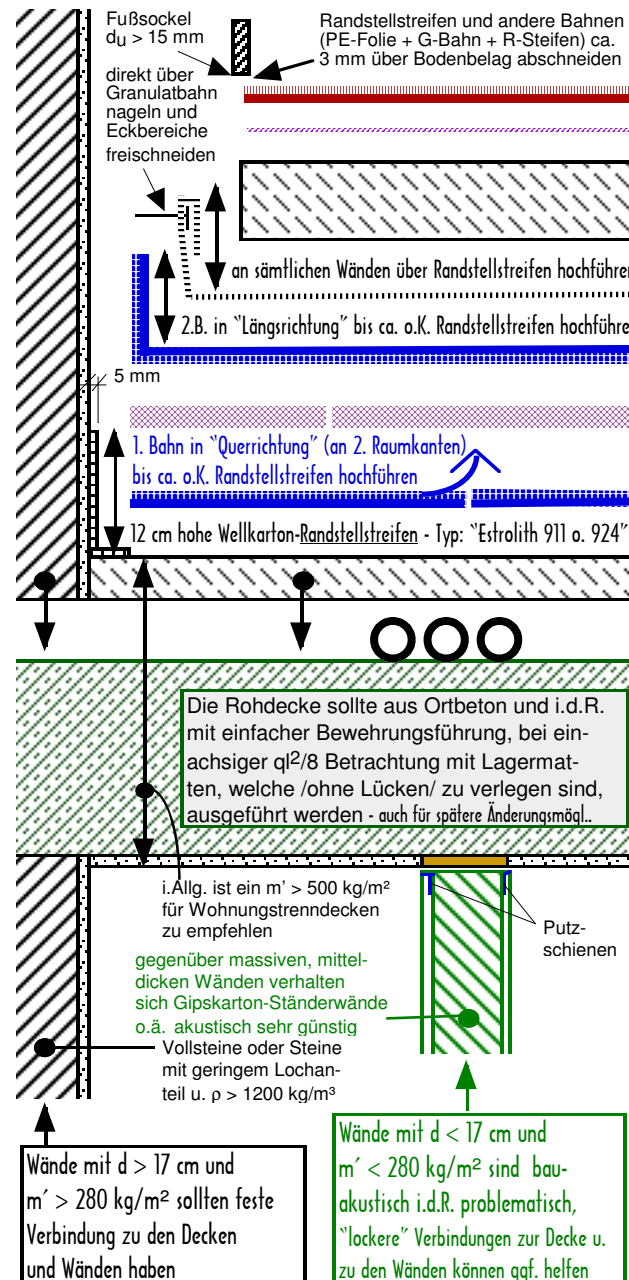 Fußsockel
du > 15 mm
Randstellstreifen und andere Bahnen
(PE-Folie + G-Bahn + R-Steifen) ca.
3 mm über Bodenbelag abschneiden
direkt über
Granulatbahn
nageln und
Eckbereiche
freischneiden
an sämtlichen Wänden über Randstellstreifen hochführen
2.B. in "Längsrichtung" bis ca. o.K. Randstellstreifen hochführe
5 mm
1. Bahn in "Querrichtung" (an 2. Raumkanten)
bis ca. o.K. Randstellstreifen hochführen
12 cm hohe Wellkarton-Randstellstreifen - Typ: "Estrolith 911 o. 924"
Die Rohdecke sollte aus Ortbeton und i.d.R.
mit einfacher Bewehrungsführung, bei ein-
achsiger ql²/8 Betrachtung mit Lagermat-
ten, welche /ohne Lücken/ zu verlegen sind,
ausgeführt werden - auch für spätere Änderungsmögl..
i.Allg. ist ein m' > 500 kg/m²
für Wohnungstrenndecken
zu empfehlen
Putz-
schienen
gegenüber massiven, mittel-
dicken Wänden verhalten
sich Gipskarton-Ständerwände
o.ä. akustisch sehr günstig
Vollsteine oder Steine
mit geringem Lochan-
teil u. ρ > 1200 kg/m³
Wände mit d > 17 cm und
m´ > 280 kg/m² sollten feste
Verbindung zu den Decken
und Wänden haben
Wände mit d < 17 cm und
m´ < 280 kg/m² sind bau-
akustisch i.d.R. problematisch,
"lockere" Verbindungen zur Decke u.
zu den Wänden können ggf. helfen